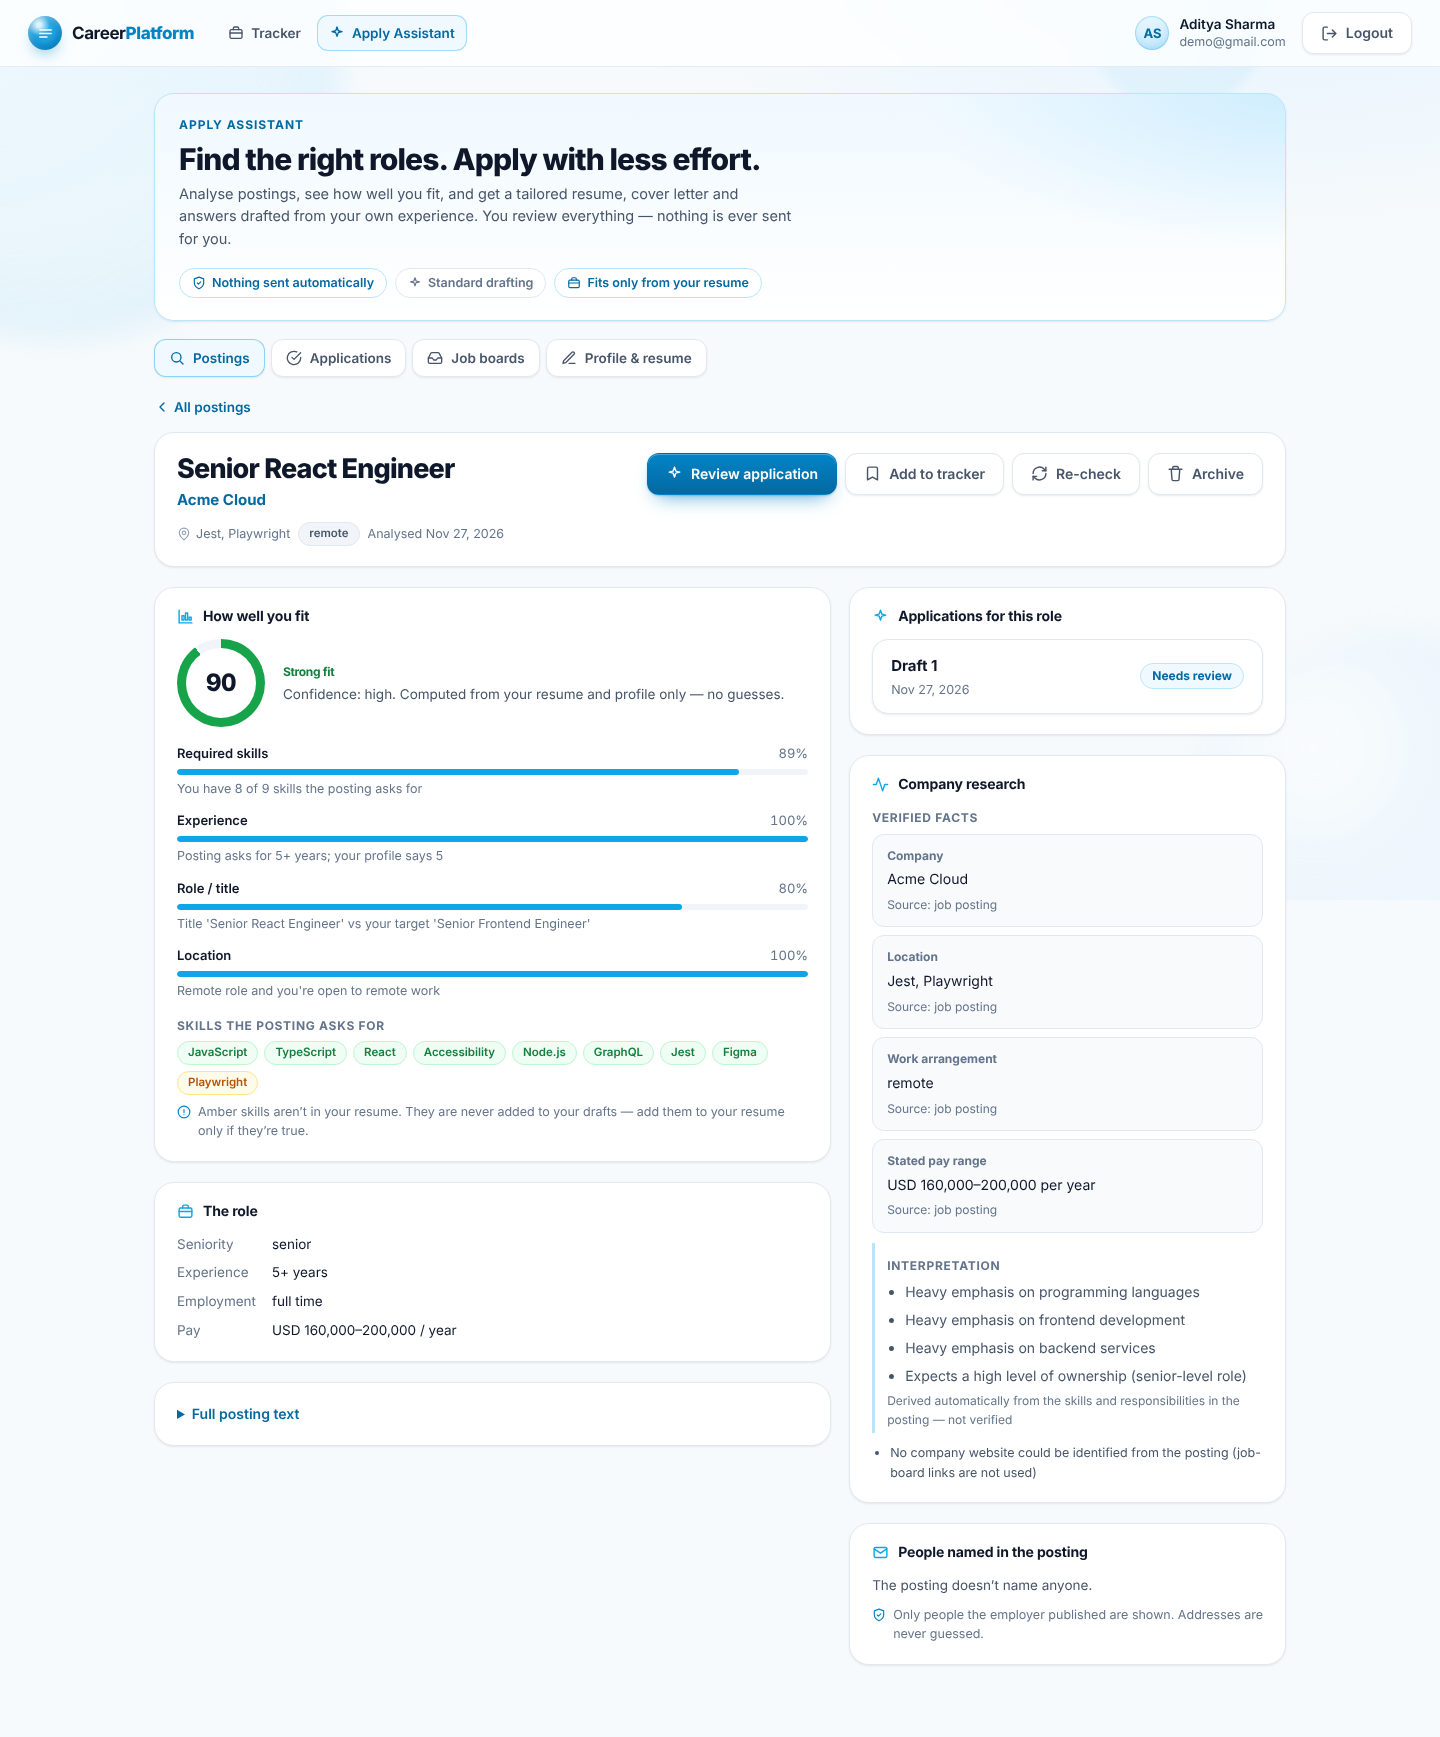 CareerPlatform
Tracker
Apply Assistant
AS
Aditya Sharma
demo@gmail.com
Logout
APPLY ASSISTANT
Find the right roles. Apply with less effort.
Analyse postings, see how well you fit, and get a tailored resume, cover letter and
answers drafted from your own experience. You review everything — nothing is ever sent
for you.
Nothing sent automatically
Standard drafting
Fits only from your resume
Postings
Applications
Job boards
Profile & resume
All postings
Senior React Engineer
Acme Cloud
Jest, Playwright
remote
Analysed Nov 27, 2026
Review application
Add to tracker
Re-check
Archive
How well you fit
90
Strong fit
Confidence: high. Computed from your resume and profile only — no guesses.
Required skills 89%
You have 8 of 9 skills the posting asks for
Experience 100%
Posting asks for 5+ years; your profile says 5
Role / title 80%
Title 'Senior React Engineer' vs your target 'Senior Frontend Engineer'
Location 100%
Remote role and you're open to remote work
SKILLS THE POSTING ASKS FOR
JavaScript TypeScript React Accessibility Node.js GraphQL Jest Figma
Playwright
Amber skills aren’t in your resume. They are never added to your drafts — add them to your resume
only if they’re true.
The role
Seniority senior
Experience 5+ years
Employment full time
Pay USD 160,000–200,000 / year
Full posting text
Applications for this role
Draft 1
Nov 27, 2026
Needs review
Company research
VERIFIED FACTS
Company
Acme Cloud
Source: job posting
Location
Jest, Playwright
Source: job posting
Work arrangement
remote
Source: job posting
Stated pay range
USD 160,000–200,000 per year
Source: job posting
INTERPRETATION
• Heavy emphasis on programming languages
• Heavy emphasis on frontend development
• Heavy emphasis on backend services
• Expects a high level of ownership (senior-level role)
Derived automatically from the skills and responsibilities in the
posting — not verified
• No company website could be identified from the posting (job-
board links are not used)
People named in the posting
The posting doesn’t name anyone.
Only people the employer published are shown. Addresses are
never guessed.